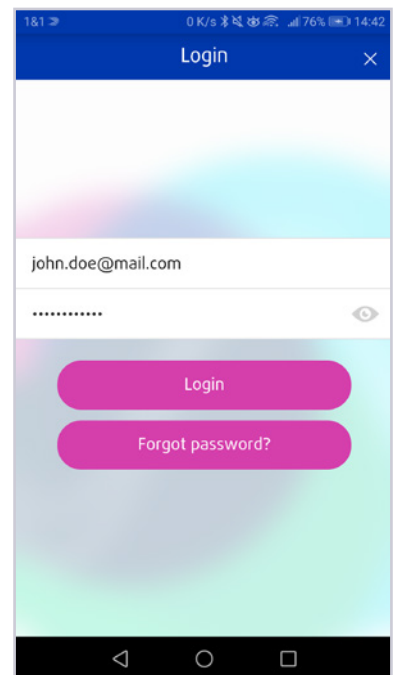 1&1 0 K/s 76% 14:42
Login
john.doe@mail.com
••••••••••••
Login
Forgot password?